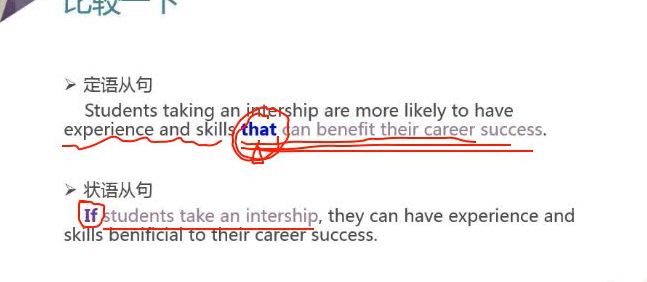 比较一下
➢ 定语从句
Students taking an intership are more likely to have
experience and skills that can benefit their career success.
➢ 状语从句
If students take an intership, they can have experience and
skills benificial to their career success.